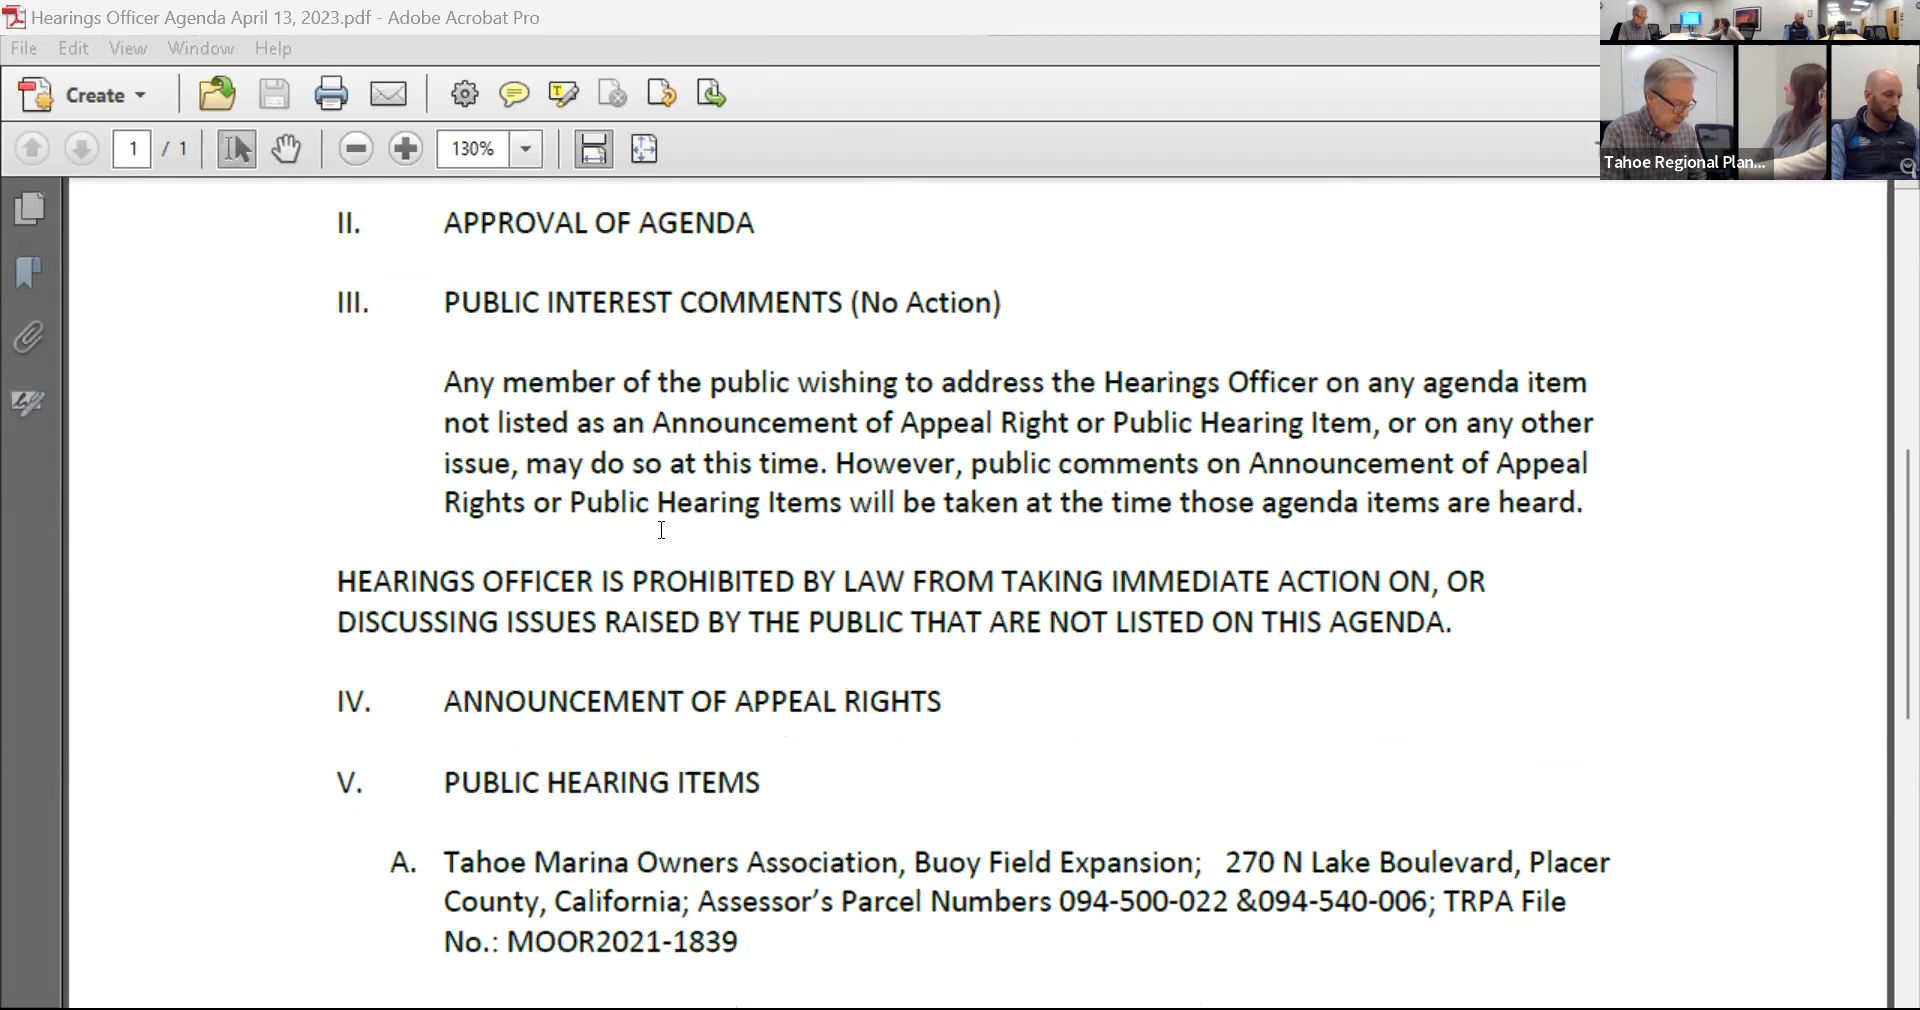 Hearings Officer Agenda April 13, 2023.pdf - Adobe Acrobat Pro
File Edit View Window Help
Create
1 / 1 130%
Tahoe Regional Plan...
II. APPROVAL OF AGENDA
III. PUBLIC INTEREST COMMENTS (No Action)
Any member of the public wishing to address the Hearings Officer on any agenda item
not listed as an Announcement of Appeal Right or Public Hearing Item, or on any other
issue, may do so at this time. However, public comments on Announcement of Appeal
Rights or Public Hearing Items will be taken at the time those agenda items are heard.
HEARINGS OFFICER IS PROHIBITED BY LAW FROM TAKING IMMEDIATE ACTION ON, OR
DISCUSSING ISSUES RAISED BY THE PUBLIC THAT ARE NOT LISTED ON THIS AGENDA.
IV. ANNOUNCEMENT OF APPEAL RIGHTS
V. PUBLIC HEARING ITEMS
A. Tahoe Marina Owners Association, Buoy Field Expansion; 270 N Lake Boulevard, Placer
County, California; Assessor’s Parcel Numbers 094-500-022 &094-540-006; TRPA File
No.: MOOR2021-1839